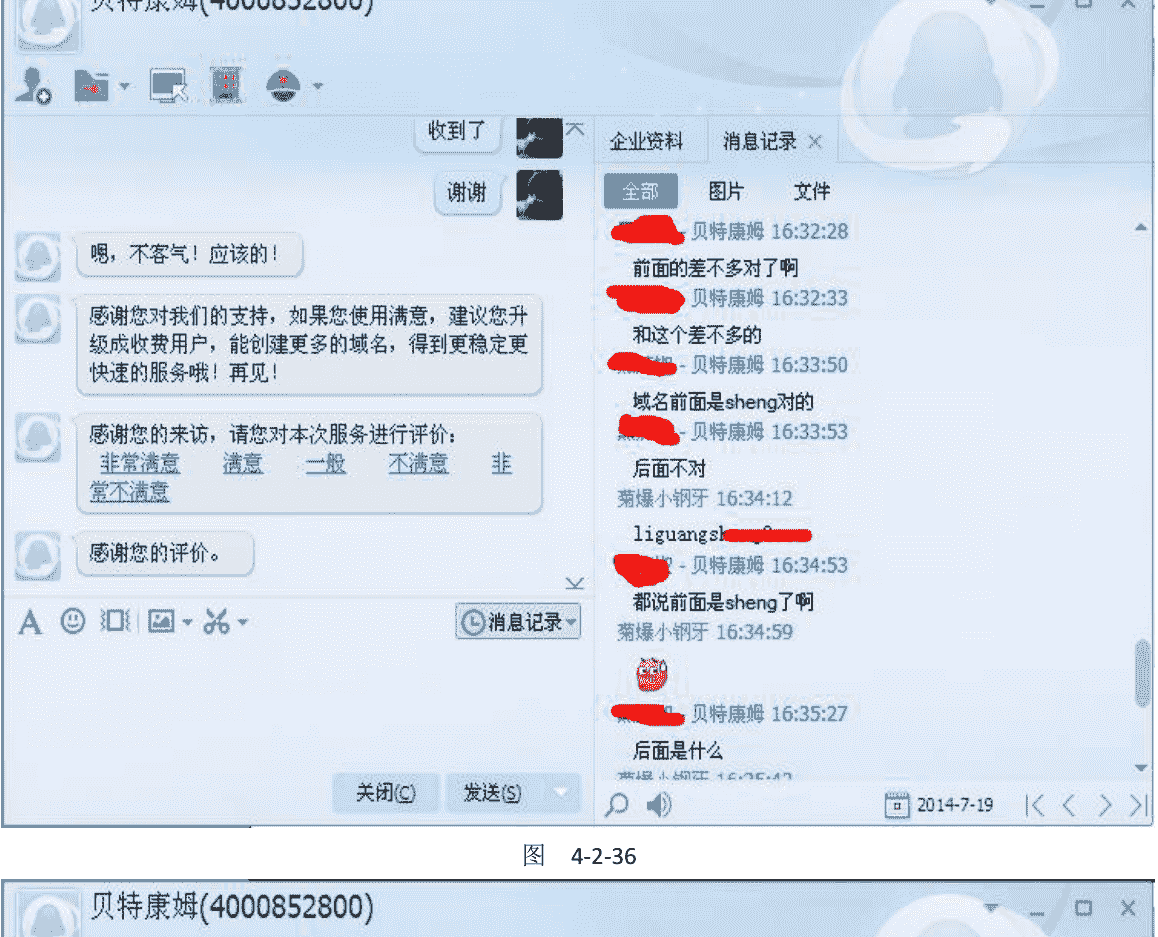 贝特康姆(4000852800)
收到了
谢谢
嗯，不客气！应该的！
感谢您对我们的支持，如果您使用满意，建议您升
级成收费用户，能创建更多的域名，得到更稳定更
快速的服务哦！再见！
感谢您的来访，请您对本次服务进行评价：
非常满意 满意 一般 不满意 非
常不满意
感谢您的评价。
消息记录
关闭(C) 发送(S)
企业资料 消息记录
全部 图片 文件
- 贝特康姆 16:32:28
前面的差不多对了啊
贝特康姆 16:32:33
和这个差不多的
- 贝特康姆 16:33:50
域名前面是sheng对的
- 贝特康姆 16:33:53
后面不对
菊爆小钢牙 16:34:12
liguangsh
- 贝特康姆 16:34:53
都说前面是sheng了啊
菊爆小钢牙 16:34:59
- 贝特康姆 16:35:27
后面是什么
2014-7-19
图 4-2-36
贝特康姆(4000852800)